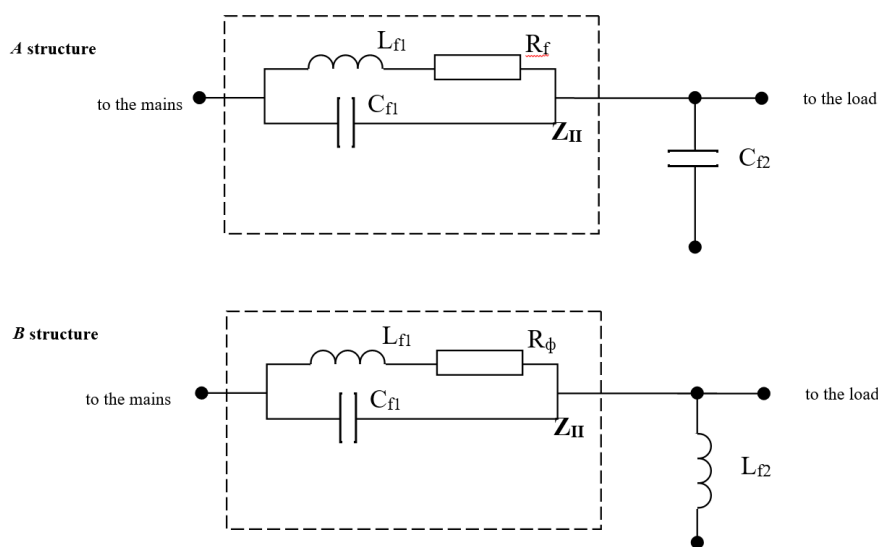 A structure
L_f1
R_f
to the mains
C_f1
Z_II
to the load
C_f2
B structure
L_f1
R_ф
to the mains
C_f1
Z_II
to the load
L_f2